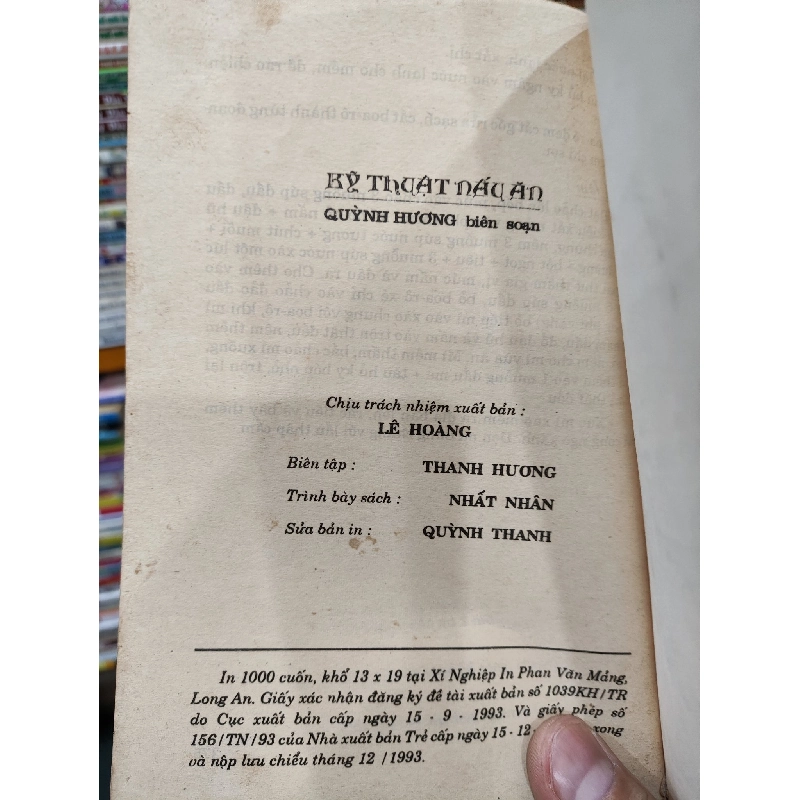 KỸ THUẬT NẤU ĂN
QUỲNH HƯƠNG biên soạn
Chịu trách nhiệm xuất bản :
LÊ HOÀNG
Biên tập : THANH HƯƠNG
Trình bày sách : NHẤT NHÂN
Sửa bản in : QUỲNH THANH
In 1000 cuốn, khổ 13 x 19 tại Xí Nghiệp In Phan Văn Mảng,
Long An. Giấy xác nhận đăng ký đề tài xuất bản số 1039KH/TR
do Cục xuất bản cấp ngày 15 - 9 - 1993. Và giấy phép số
156/TN/93 của Nhà xuất bản Trẻ cấp ngày 15 - 12 xong
và nộp lưu chiểu tháng 12 /1993.